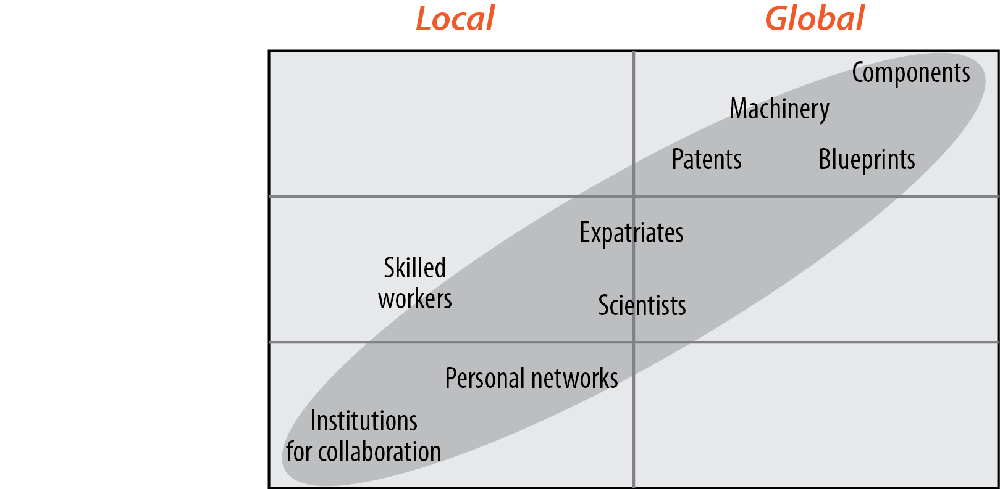 Local
Global
Components
Machinery
Patents
Blueprints
Expatriates
Skilled
workers
Scientists
Personal networks
Institutions
for collaboration